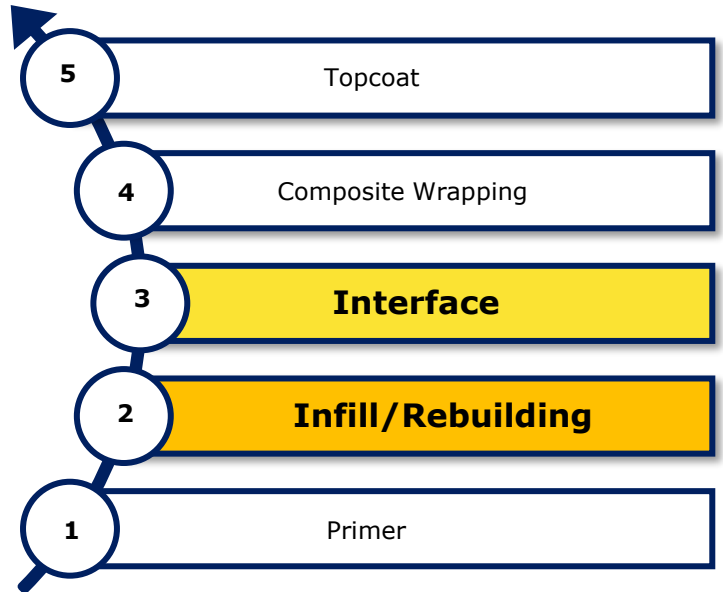 5 Topcoat
4 Composite Wrapping
3 Interface
2 Infill/Rebuilding
1 Primer